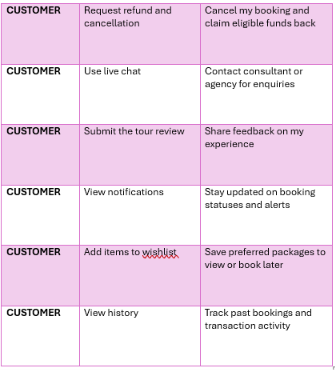 CUSTOMER Request refund and Cancel my booking and
cancellation claim eligible funds back
CUSTOMER Use live chat Contact consultant or
agency for enquiries
CUSTOMER Submit the tour review Share feedback on my
experience
CUSTOMER View notifications Stay updated on booking
statuses and alerts
CUSTOMER Add items to wishlist Save preferred packages to
view or book later
CUSTOMER View history Track past bookings and
transaction activity